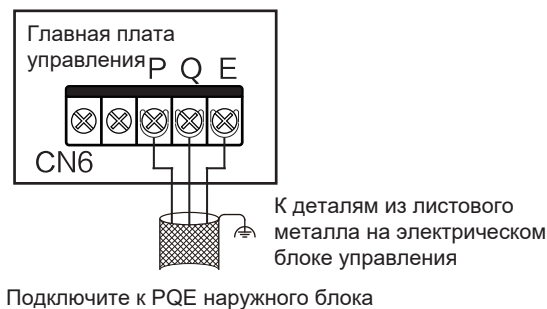 Главная плата
управления P Q E
CN6
К деталям из листового
металла на электрическом
блоке управления
Подключите к PQE наружного блока